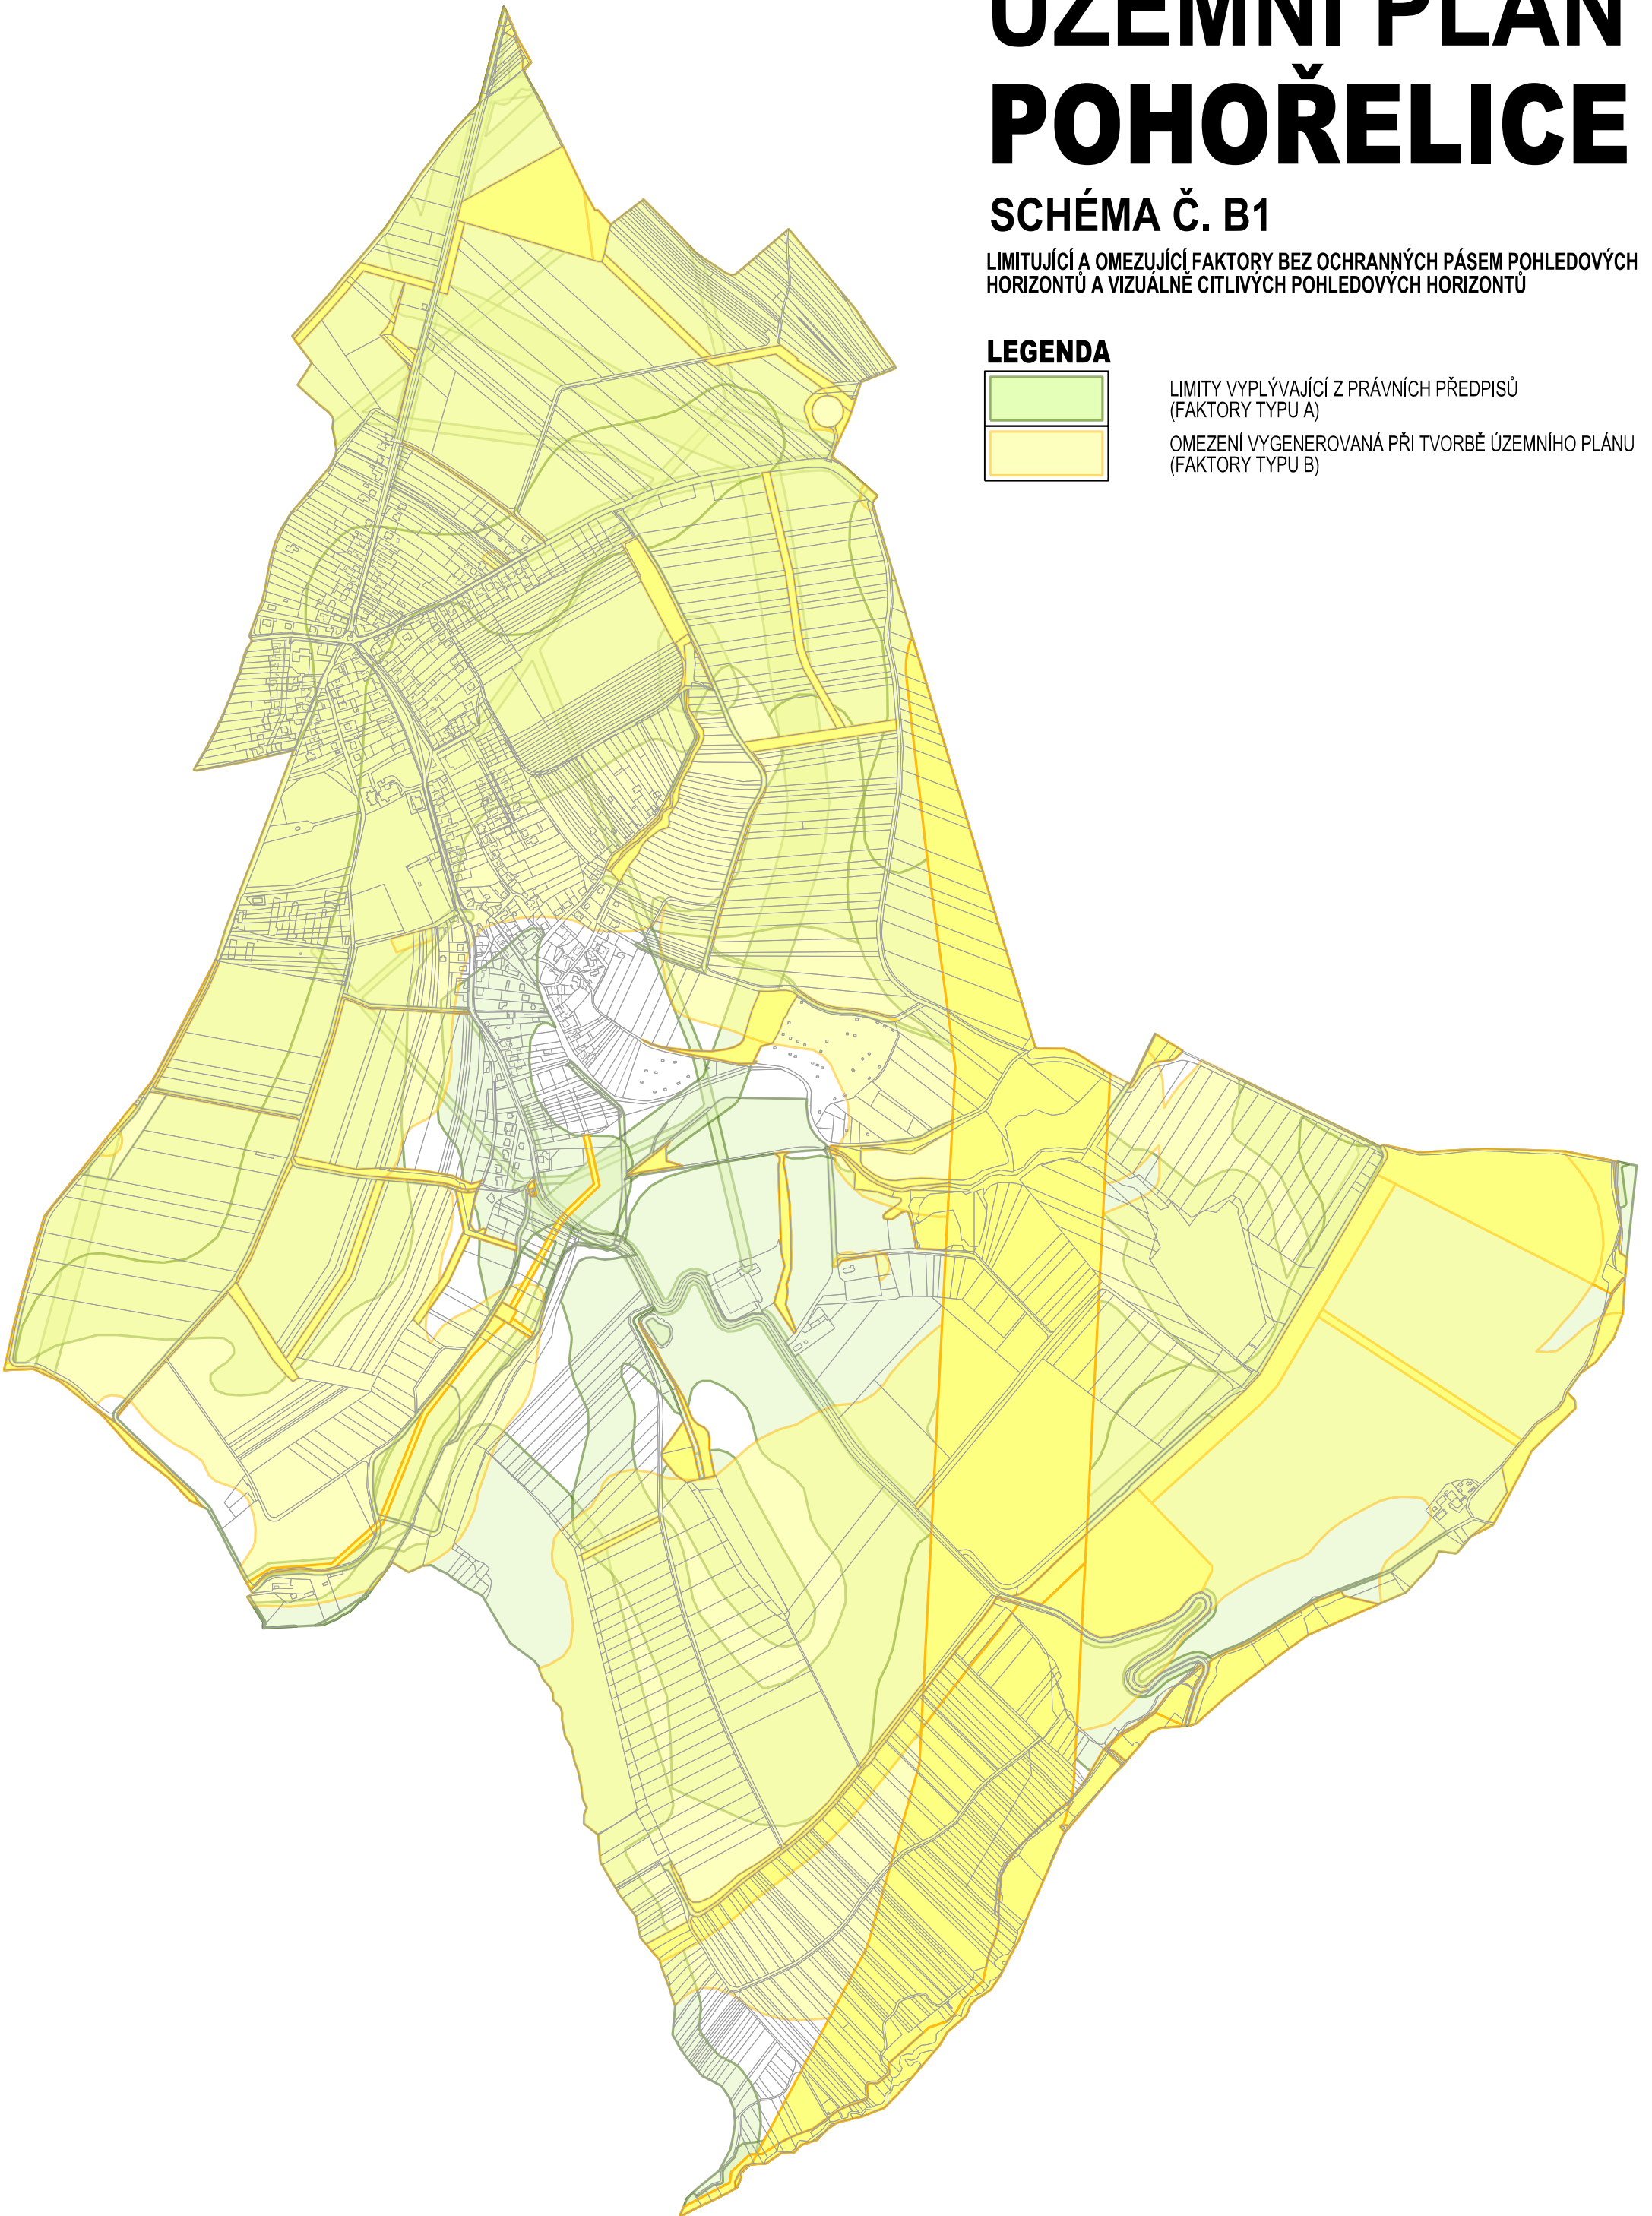 ÚZEMNÍ PLÁN
POHOŘELICE
SCHÉMA Č. B1
LIMITUJÍCÍ A OMEZUJÍCÍ FAKTORY BEZ OCHRANNÝCH PÁSEM POHLEDOVÝCH
HORIZONTŮ A VIZUÁLNĚ CITLIVÝCH POHLEDOVÝCH HORIZONTŮ
LEGENDA
LIMITY VYPLÝVAJÍCÍ Z PRÁVNÍCH PŘEDPISŮ
(FAKTORY TYPU A)
OMEZENÍ VYGENEROVANÁ PŘI TVORBĚ ÚZEMNÍHO PLÁNU
(FAKTORY TYPU B)